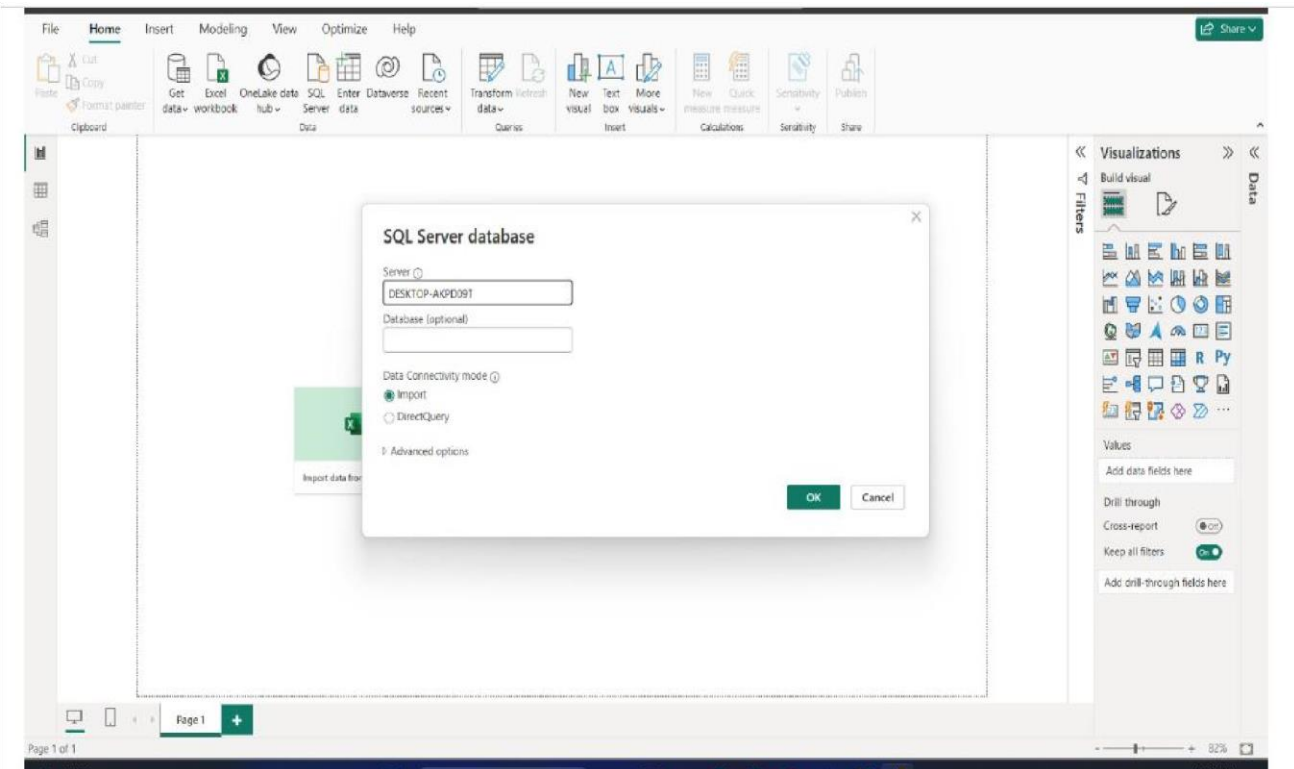 File Home Insert Modeling View Optimize Help
Share
Paste
Cut
Copy
Format painter
Clipboard
Get data
Excel workbook
OneLake data hub
SQL Server
Enter data
Dataverse
Recent sources
Data
Transform data
Refresh
Queries
New visual
Text box
More visuals
Insert
New measure
Quick measure
Calculations
Sensitivity
Sensitivity
Publish
Share
Visualizations
Build visual
Filters
Data
SQL Server database
Server
DESKTOP-AKPD09T
Database (optional)
Data Connectivity mode
Import
DirectQuery
Advanced options
OK Cancel
Import data from
R Py
Values
Add data fields here
Drill through
Cross-report Off
Keep all filters On
Add drill-through fields here
Page 1
Page 1 of 1
82%